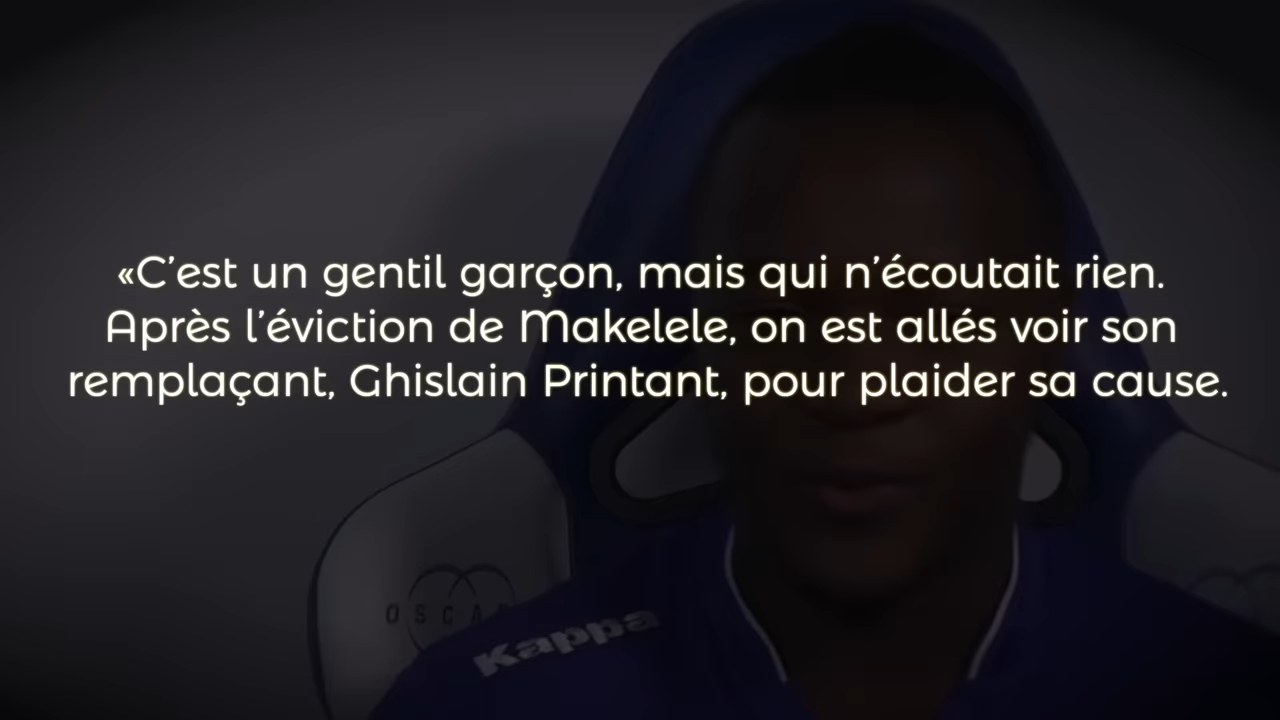 «C’est un gentil garçon, mais qui n’écoutait rien.
Après l’éviction de Makelele, on est allés voir son
remplaçant, Ghislain Printant, pour plaider sa cause.
OSCA
Kappa